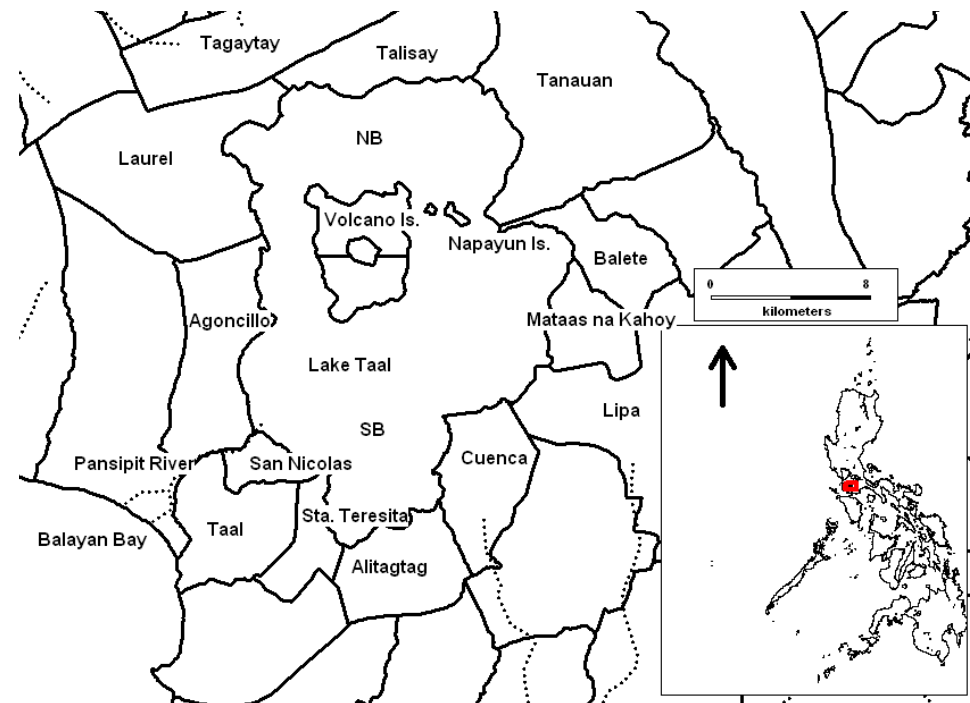 Tagaytay
Talisay
Tanauan
NB
Laurel
Volcano Is.
Napayun Is.
Balete
0 8
kilometers
Agoncillo
Mataas na Kahoy
Lake Taal
Lipa
SB
Cuenca
Pansipit River
San Nicolas
Sta. Teresita
Taal
Balayan Bay
Alitagtag